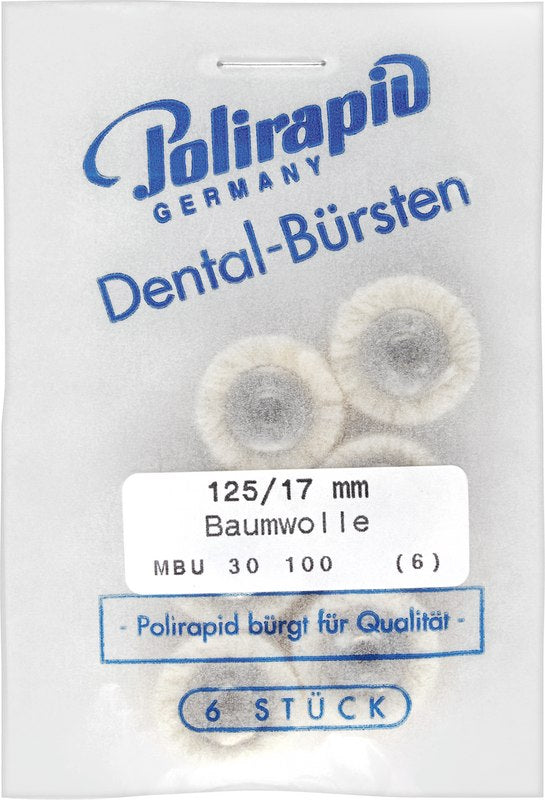 Polirapid
GERMANY
Dental-Bürsten
125/17 mm
Baumwolle
MBU 30 100 (6)
- Polirapid bürgt für Qualität -
6 STÜCK